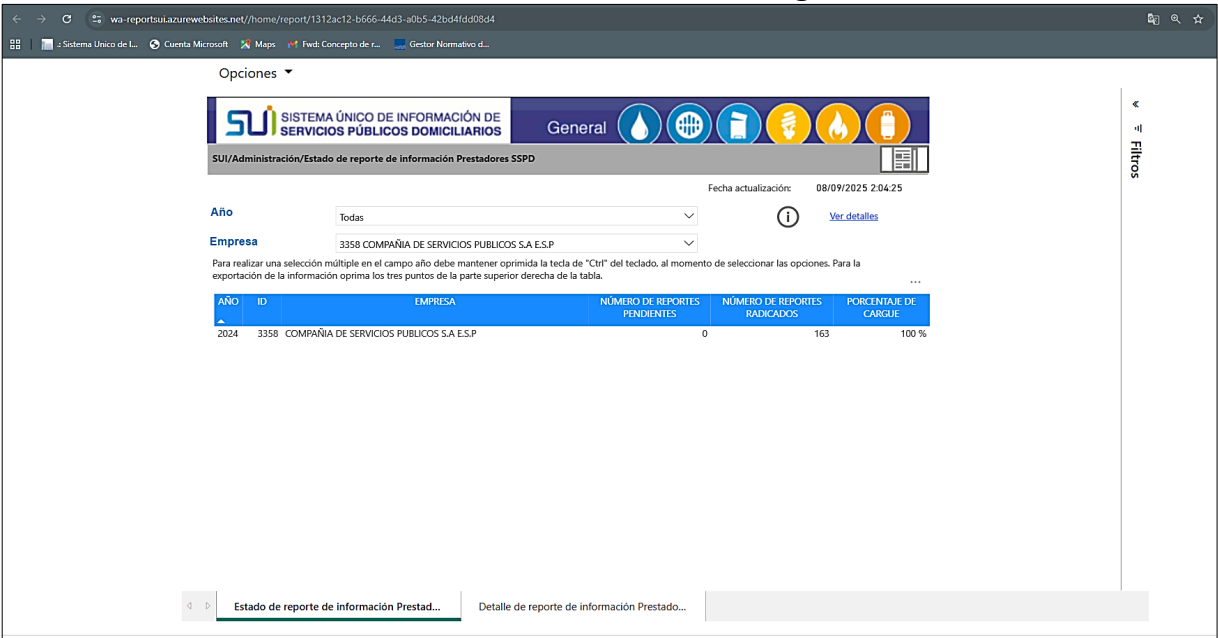 wa-reportsui.azurewebsites.net//home/report/1312ac12-b666-44d3-a0b5-42bd4fdd08d4
.: Sistema Unico de I... Cuenta Microsoft Maps Fwd: Concepto de r... Gestor Normativo d...
Opciones
SUI SISTEMA ÚNICO DE INFORMACIÓN DE
SERVICIOS PÚBLICOS DOMICILIARIOS
General
SUI/Administración/Estado de reporte de información Prestadores SSPD
Filtros
Fecha actualización: 08/09/2025 2:04:25
Año Todas Ver detalles
Empresa 3358 COMPAÑIA DE SERVICIOS PUBLICOS S.A E.S.P
Para realizar una selección múltiple en el campo año debe mantener oprimida la tecla de "Ctrl" del teclado, al momento de seleccionar las opciones. Para la
exportación de la información oprima los tres puntos de la parte superior derecha de la tabla.
AÑO ID EMPRESA NÚMERO DE REPORTES PENDIENTES NÚMERO DE REPORTES RADICADOS PORCENTAJE DE CARGUE
2024 3358 COMPAÑIA DE SERVICIOS PUBLICOS S.A E.S.P 0 163 100 %
Estado de reporte de información Prestad... Detalle de reporte de información Prestado...